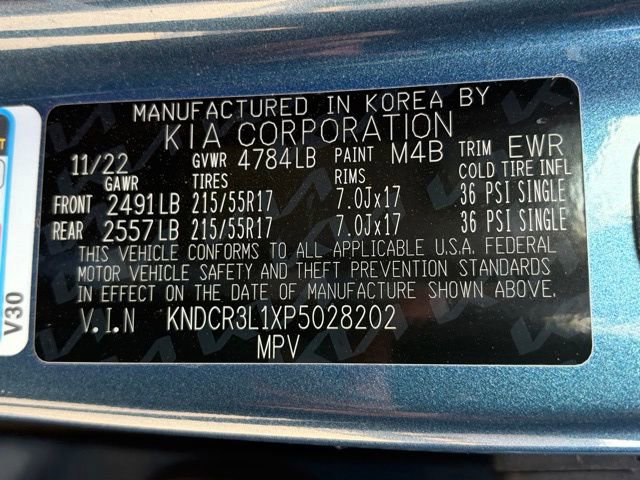 MANUFACTURED IN KOREA BY
KIA CORPORATION
11/22 GVWR 4784LB PAINT M4B TRIM EWR
GAWR TIRES RIMS COLD TIRE INFL
FRONT 2491LB 215/55R17 7.0Jx17 36 PSI SINGLE
REAR 2557LB 215/55R17 7.0Jx17 36 PSI SINGLE
THIS VEHICLE CONFORMS TO ALL APPLICABLE U.S.A. FEDERAL
MOTOR VEHICLE SAFETY AND THEFT PREVENTION STANDARDS
IN EFFECT ON THE DATE OF MANUFACTURE SHOWN ABOVE.
V.I.N KNDCR3L1XP5028202
MPV
V30